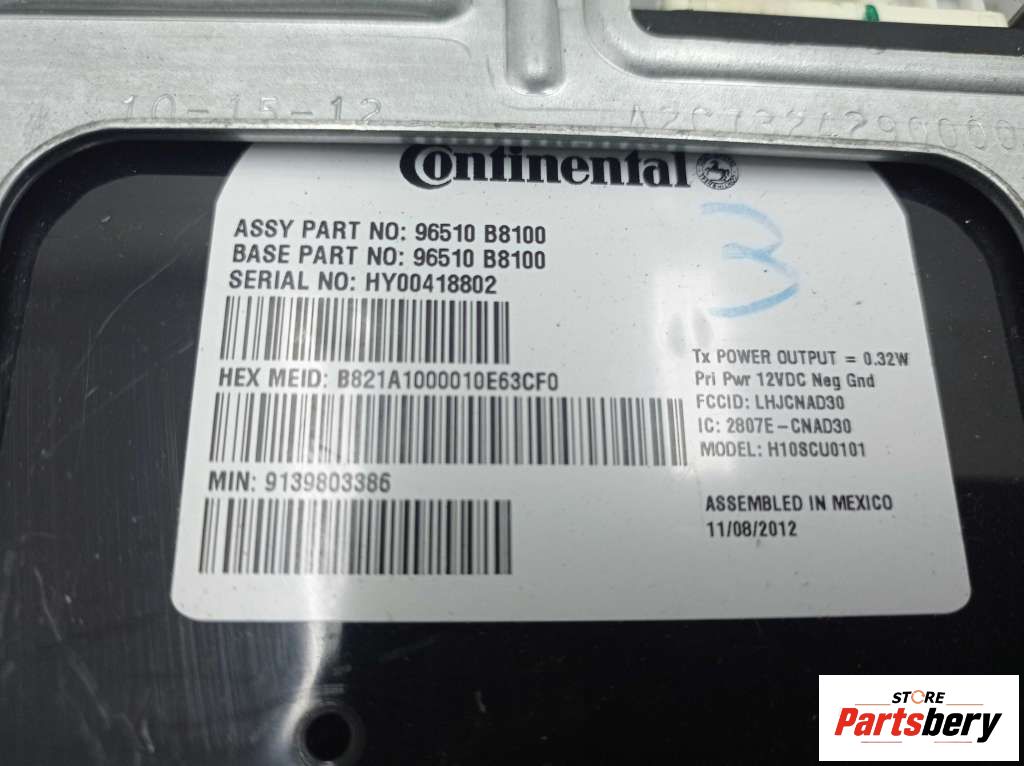 10-15-12
Continental
ASSY PART NO: 96510 B8100
BASE PART NO: 96510 B8100
SERIAL NO: HY00418802
3
HEX MEID: B821A1000010E63CF0
Tx POWER OUTPUT = 0.32W
Pri Pwr 12VDC Neg Gnd
FCCID: LHJCNAD30
IC: 2807E-CNAD30
MODEL: H10SCU0101
MIN: 9139803386
ASSEMBLED IN MEXICO
11/08/2012
STORE
Partsbery